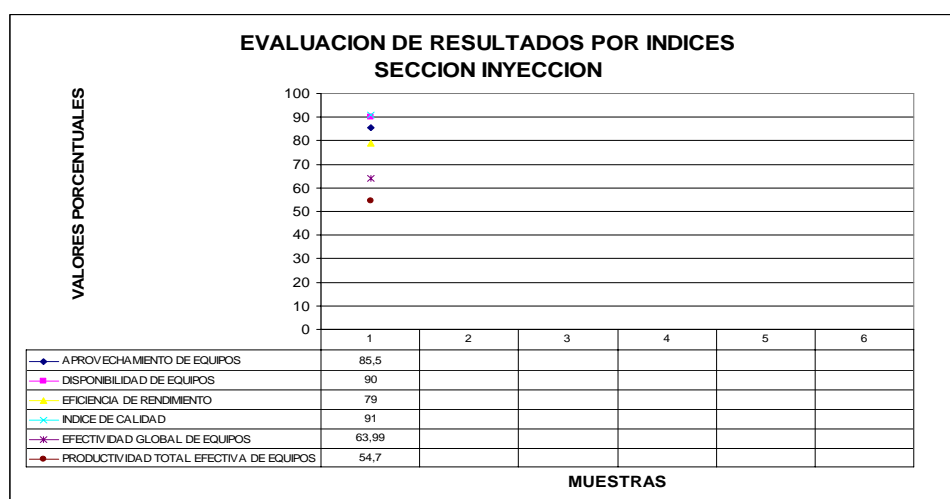 EVALUACION DE RESULTADOS POR INDICES
SECCION INYECCION
VALORES PORCENTUALES
100
90
80
70
60
50
40
30
20
10
0
1 2 3 4 5 6
APROVECHAMIENTO DE EQUIPOS 85,5
DISPONIBILIDAD DE EQUIPOS 90
EFICIENCIA DE RENDIMIENTO 79
INDICE DE CALIDAD 91
EFECTIVIDAD GLOBAL DE EQUIPOS 63,99
PRODUCTIVIDAD TOTAL EFECTIVA DE EQUIPOS 54,7
MUESTRAS